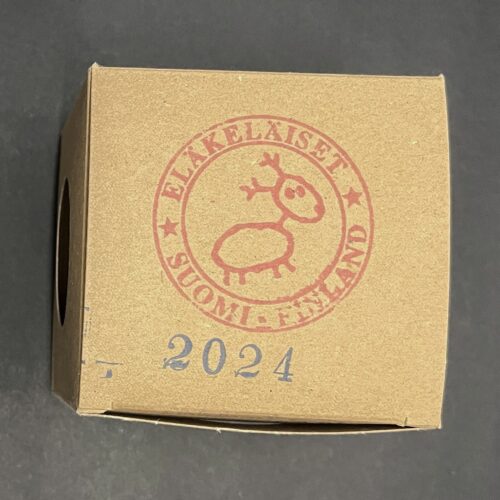 ELÄKELÄISET
SUOMI - FINLAND
2024